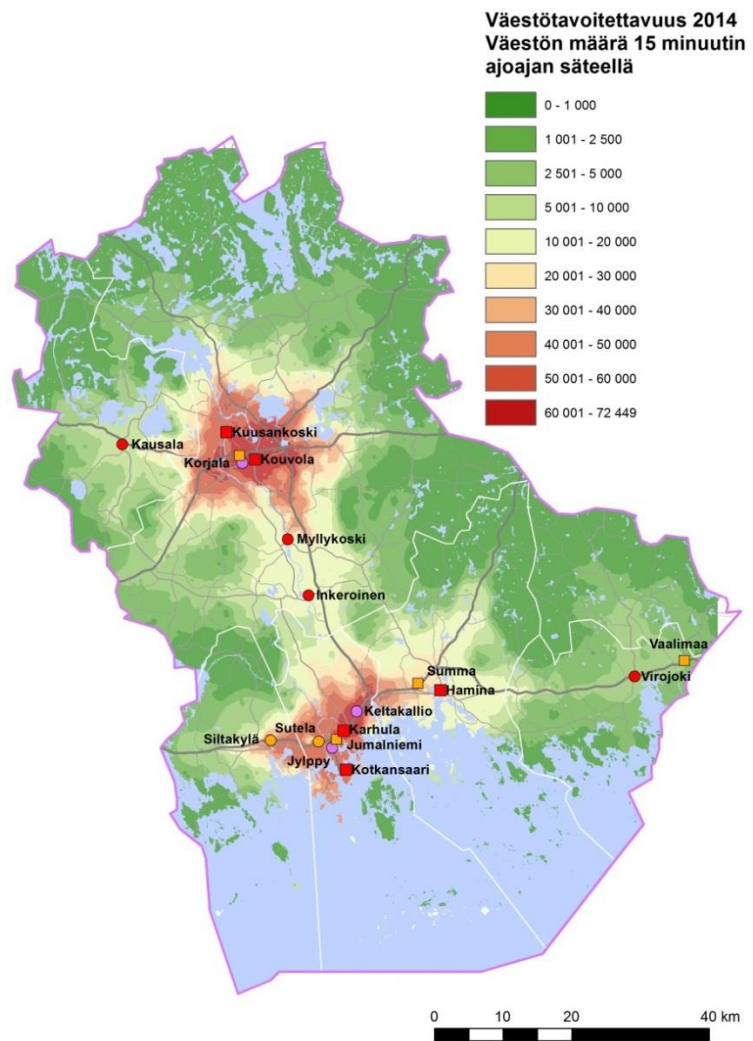 Väestötavoitettavuus 2014
Väestön määrä 15 minuutin
ajoajan säteellä
0 - 1 000
1 001 - 2 500
2 501 - 5 000
5 001 - 10 000
10 001 - 20 000
20 001 - 30 000
30 001 - 40 000
40 001 - 50 000
50 001 - 60 000
60 001 - 72 449
Kuusankoski
Kausala
Korjala
Kouvola
Myllykoski
Inkeroinen
Vaalimaa
Summa
Virojoki
Hamina
Keltakallio
Sutela
Karhula
Siltakylä
Jumalniemi
Jylppy
Kotkansaari
0 10 20 40 km